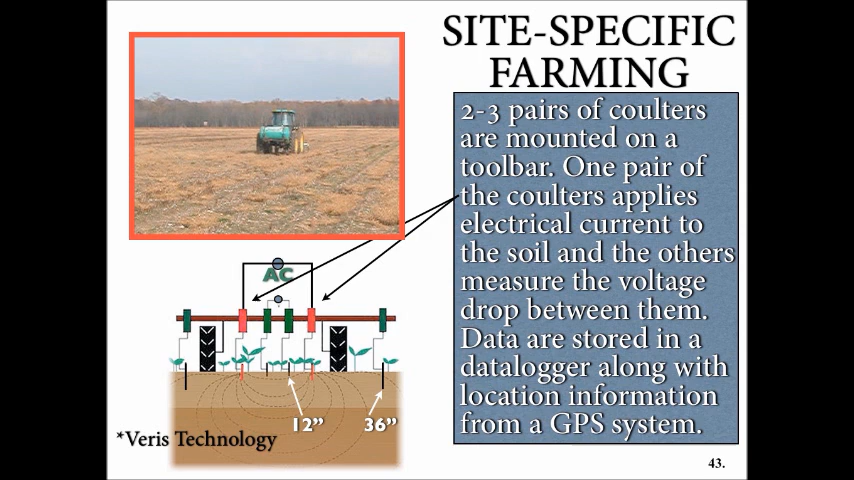 SITE-SPECIFIC
FARMING
2-3 pairs of coulters
are mounted on a
toolbar. One pair of
the coulters applies
electrical current to
the soil and the others
measure the voltage
drop between them.
Data are stored in a
datalogger along with
location information
from a GPS system.
AC
12”
36”
*Veris Technology
43.